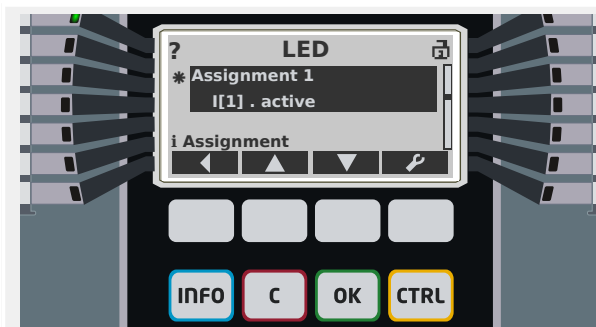 ? LED
* Assignment 1
I[1] . active
i Assignment
INFO C OK CTRL